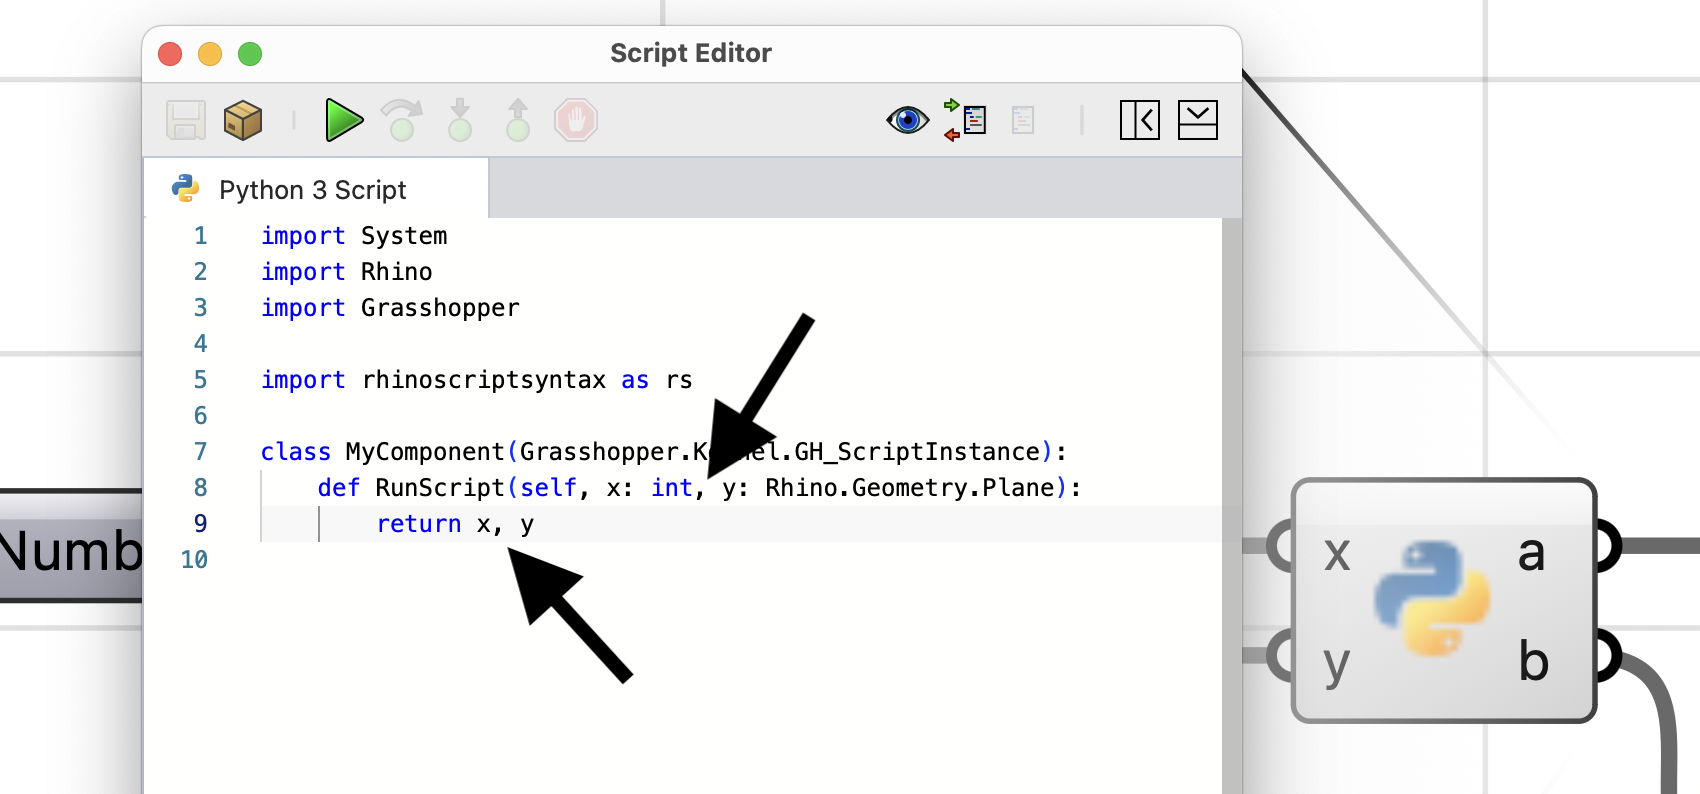 Script Editor
Python 3 Script
1 import System
2 import Rhino
3 import Grasshopper
4
5 import rhinoscriptsyntax as rs
6
7 class MyComponent(Grasshopper.K el.GH_ScriptInstance):
8 def RunScript(self, x: int, y: Rhino.Geometry.Plane):
9 return x, y
10
Numb
x a
y b